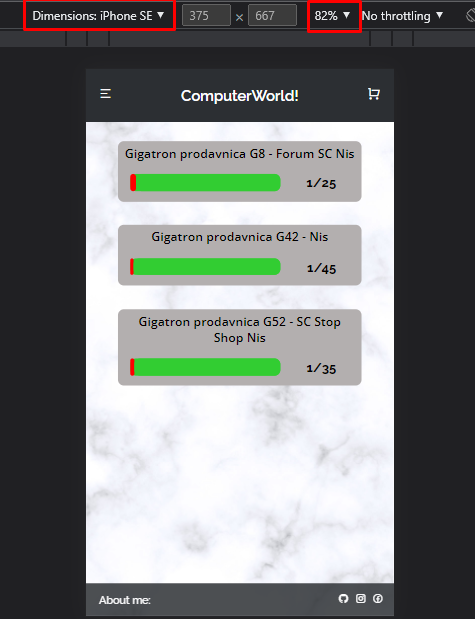 Dimensions: iPhone SE ▼ 375 × 667 82% ▼ No throttling ▼
ComputerWorld!
Gigatron prodavnica G8 - Forum SC Nis
1/25
Gigatron prodavnica G42 - Nis
1/45
Gigatron prodavnica G52 - SC Stop
Shop Nis
1/35
About me: